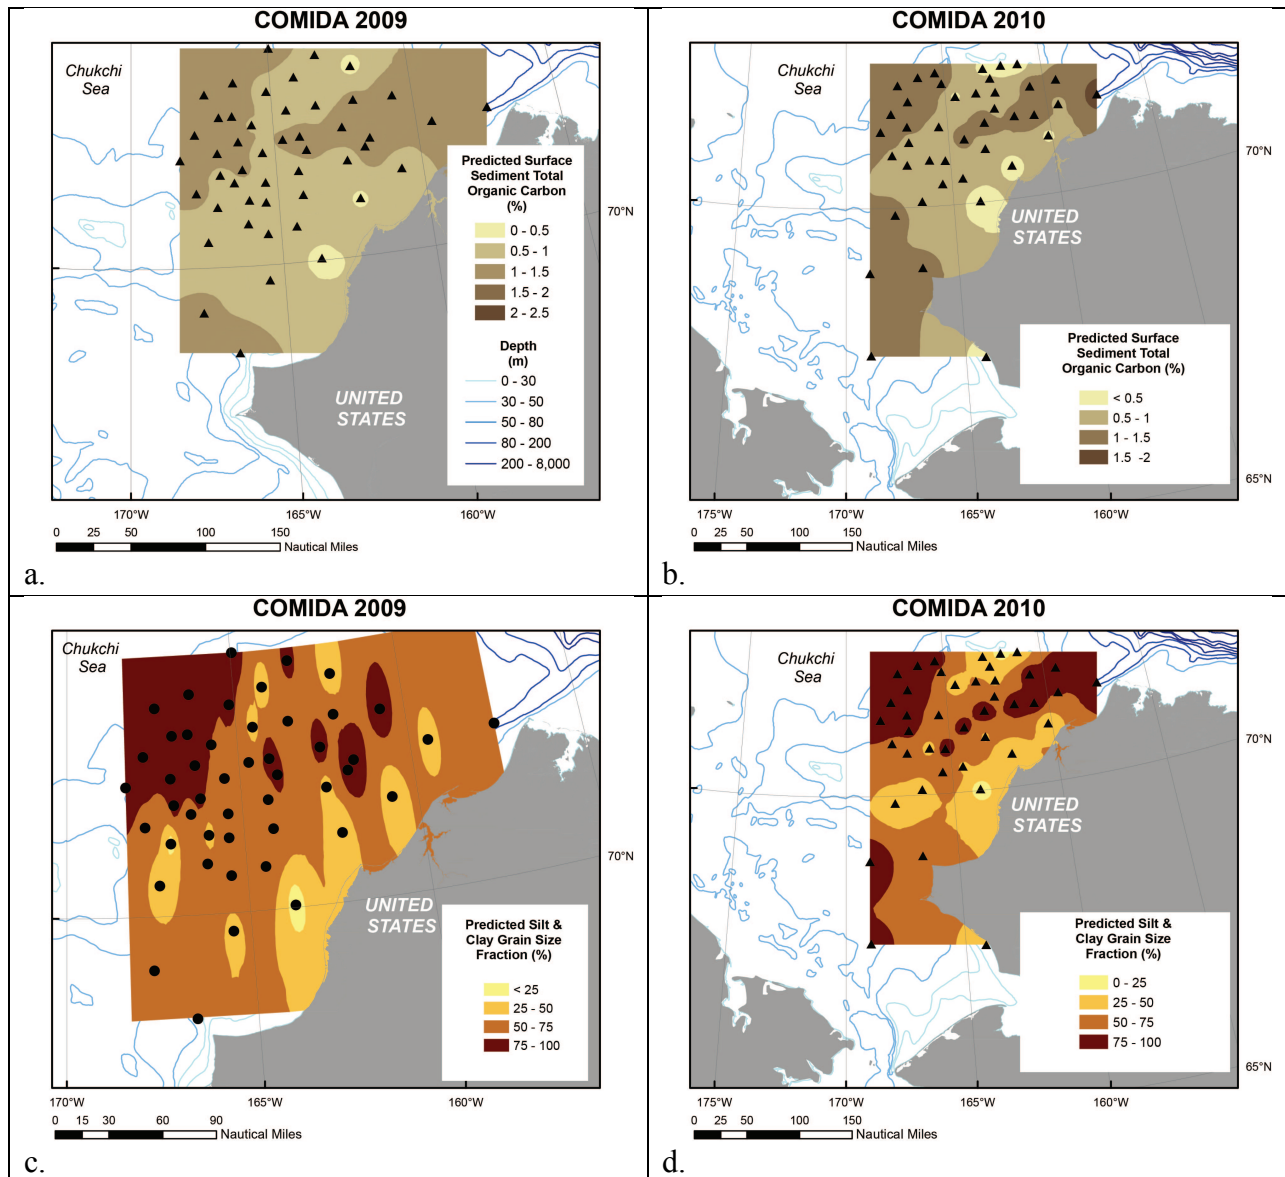 COMIDA 2009
Chukchi
Sea
Predicted Surface
Sediment Total
Organic Carbon
(%)
0 - 0.5
0.5 - 1
1 - 1.5
1.5 - 2
2 - 2.5
Depth
(m)
0 - 30
30 - 50
50 - 80
80 - 200
200 - 8,000
UNITED
STATES
70°N
170°W
165°W
160°W
0
25
50
100
150
Nautical Miles
a.
COMIDA 2010
Chukchi
Sea
UNITED
STATES
70°N
Predicted Surface
Sediment Total
Organic Carbon (%)
< 0.5
0.5 - 1
1 - 1.5
1.5 -2
65°N
175°W
170°W
165°W
160°W
0
25
50
100
150
Nautical Miles
b.
COMIDA 2009
Chukchi
Sea
70°N
UNITED
STATES
Predicted Silt &
Clay Grain Size
Fraction (%)
< 25
25 - 50
50 - 75
75 - 100
170°W
165°W
160°W
0
15
30
60
90
Nautical Miles
c.
COMIDA 2010
Chukchi
Sea
70°N
UNITED
STATES
Predicted Silt &
Clay Grain Size
Fraction (%)
0 - 25
25 - 50
50 - 75
75 - 100
65°N
175°W
170°W
165°W
160°W
0
25
50
100
150
Nautical Miles
d.